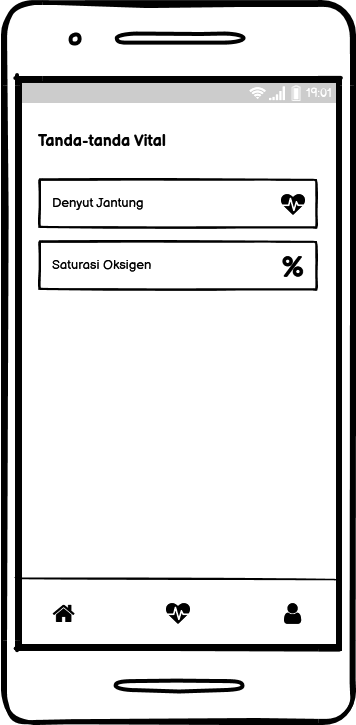 19:01
Tanda-tanda Vital
Denyut Jantung
Saturasi Oksigen
%